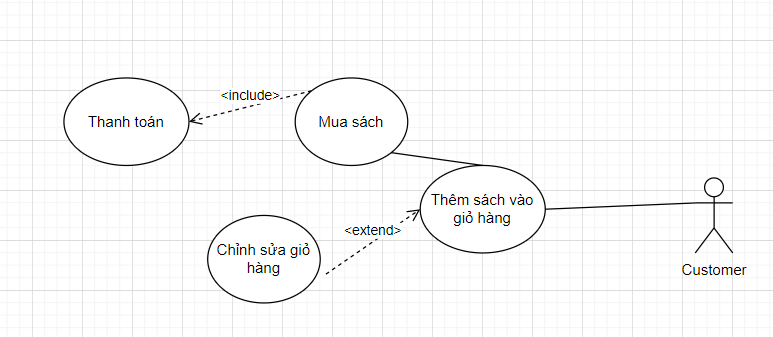 <include>
Thanh toán
Mua sách
Thêm sách vào
giỏ hàng
<extend>
Chỉnh sửa giỏ
hàng
Customer